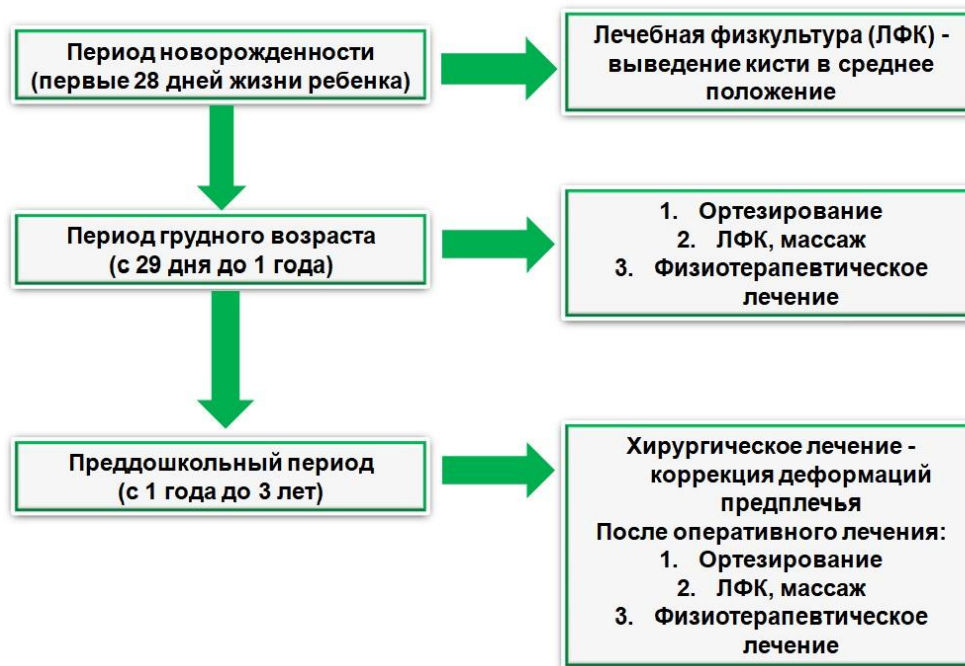 Период новорожденности
(первые 28 дней жизни ребенка)
Лечебная физкультура (ЛФК) -
выведение кисти в среднее
положение
Период грудного возраста
(с 29 дня до 1 года)
1. Ортезирование
2. ЛФК, массаж
3. Физиотерапевтическое
лечение
Преддошкольный период
(с 1 года до 3 лет)
Хирургическое лечение -
коррекция деформаций
предплечья
После оперативного лечения:
1. Ортезирование
2. ЛФК, массаж
3. Физиотерапевтическое
лечение